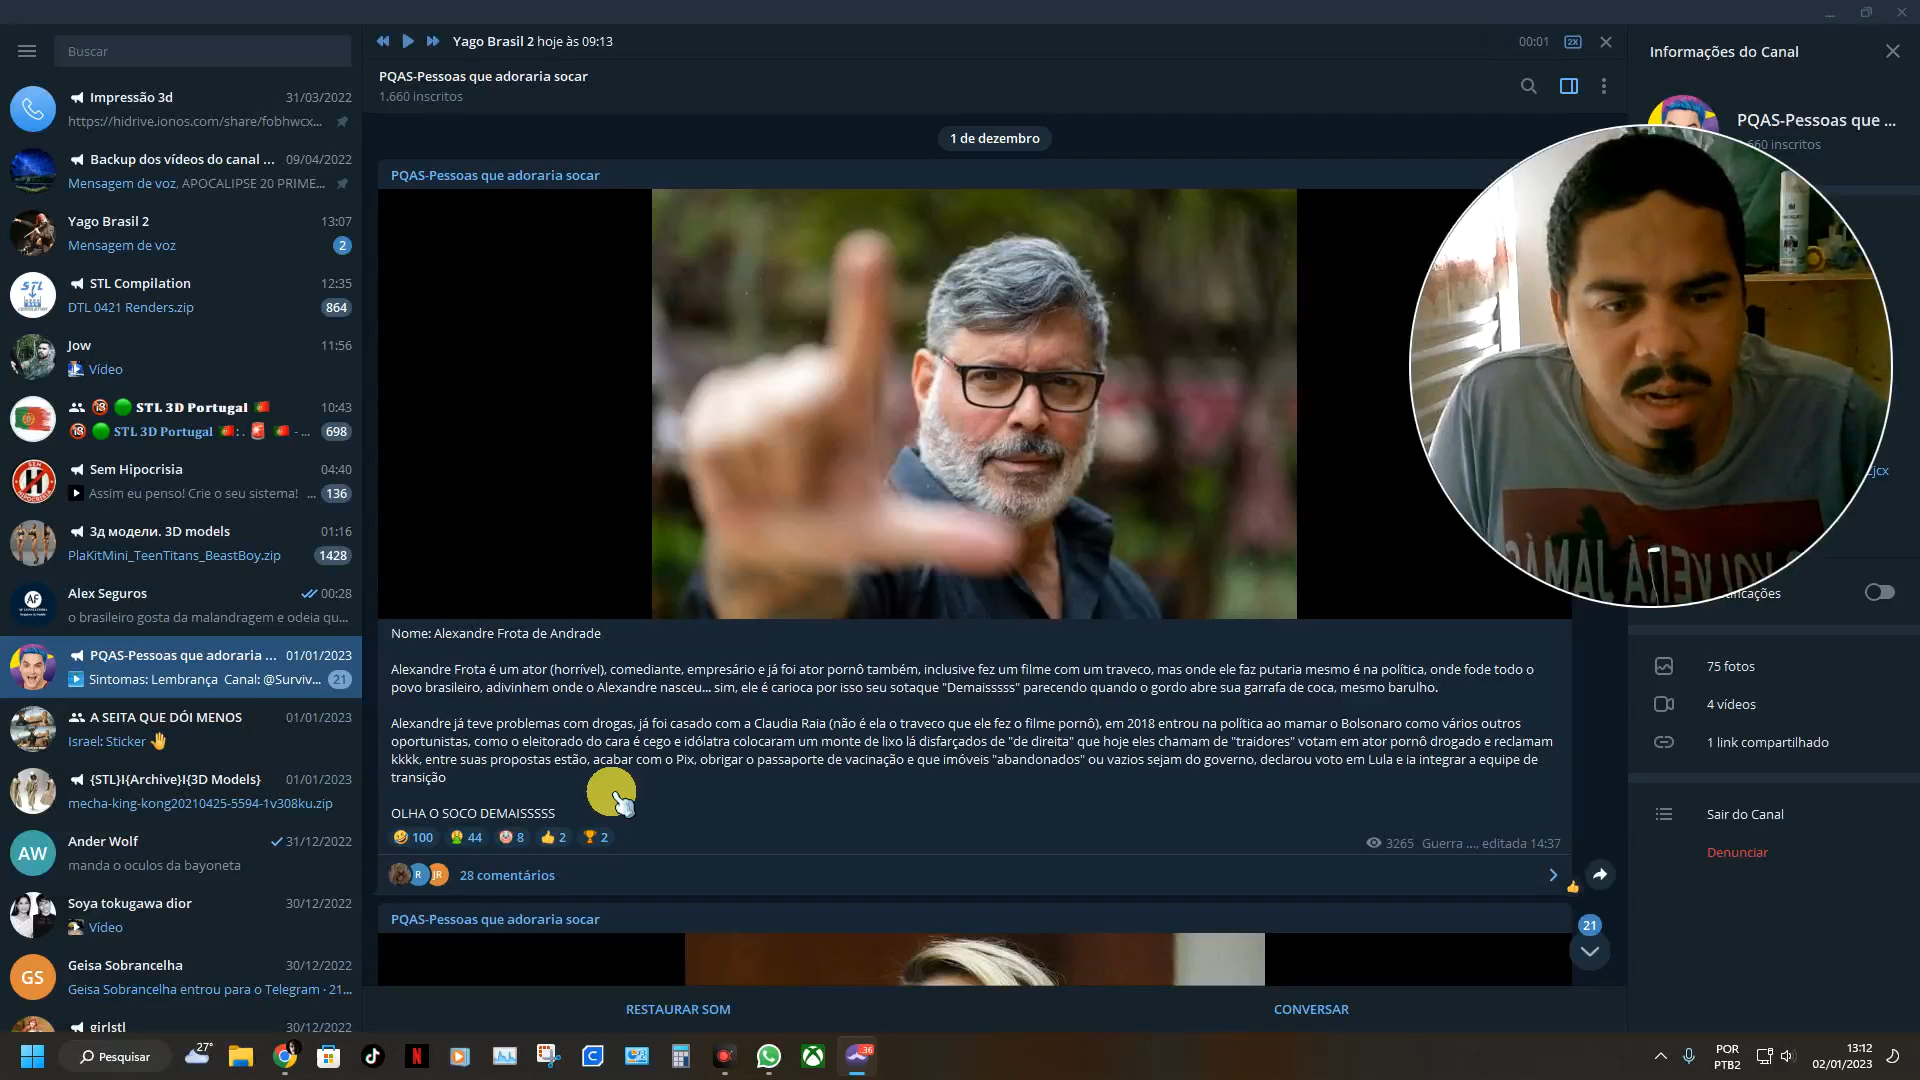 Buscar
Impressão 3d 31/03/2022
https://hidrive.ionos.com/share/fobhwcx...
Backup dos vídeos do canal ... 09/04/2022
Mensagem de voz, APOCALIPSE 20 PRIME...
Yago Brasil 2 13:07
Mensagem de voz 2
STL Compilation 12:35
DTL 0421 Renders.zip 864
Jow 11:56
Vídeo
🔞 🟢 STL 3D Portugal 🇵🇹 10:43
🔞 🟢 STL 3D Portugal 🇵🇹: . 🚨 🇵🇹 - ... 698
Sem Hipocrisia 04:40
Assim eu penso! Crie o seu sistema! ... 136
3д модели. 3D models 01:16
PlaKitMini_TeenTitans_BeastBoy.zip 1428
AF
Alex Seguros 00:28
o brasileiro gosta da malandragem e odeia qu...
PQAS-Pessoas que adoraria ... 01/01/2023
Sintomas: Lembrança Canal: @Surviv... 21
A SEITA QUE DÓI MENOS 01/01/2023
Israel: Sticker 🤚
{STL}I{Archive}I{3D Models} 01/01/2023
mecha-king-kong20210425-5594-1v308ku.zip
AW
Ander Wolf 31/12/2022
manda o oculos da bayoneta
Soya tokugawa dior 30/12/2022
Vídeo
GS
Geisa Sobrancelha 30/12/2022
Geisa Sobrancelha entrou para o Telegram · 21...
girlstl 30/12/2022
Yago Brasil 2 hoje às 09:13 00:01 2X
PQAS-Pessoas que adoraria socar
1.660 inscritos
1 de dezembro
PQAS-Pessoas que adoraria socar
Nome: Alexandre Frota de Andrade
Alexandre Frota é um ator (horrível), comediante, empresário e já foi ator pornô também, inclusive fez um filme com um traveco, mas onde ele faz putaria mesmo é na política, onde fode todo o
povo brasileiro, adivinhem onde o Alexandre nasceu... sim, ele é carioca por isso seu sotaque "Demaisssss" parecendo quando o gordo abre sua garrafa de coca, mesmo barulho.
Alexandre já teve problemas com drogas, já foi casado com a Claudia Raia (não é ela o traveco que ele fez o filme pornô), em 2018 entrou na política ao mamar o Bolsonaro como vários outros
oportunistas, como o eleitorado do cara é cego e idólatra colocaram um monte de lixo lá disfarçados de "de direita" que hoje eles chamam de "traidores" votam em ator pornô drogado e reclamam
kkkk, entre suas propostas estão, acabar com o Pix, obrigar o passaporte de vacinação e que imóveis "abandonados" ou vazios sejam do governo, declarou voto em Lula e ia integrar a equipe de
transição
OLHA O SOCO DEMAISSSSS
🤣 100 🤮 44 🤡 8 👍 2 🏆 2
3265 Guerra ..., editada 14:37
R JR 28 comentários
PQAS-Pessoas que adoraria socar
21
RESTAURAR SOM CONVERSAR
Informações do Canal
PQAS-Pessoas que ...
660 inscritos
jcx
ificações
75 fotos
4 vídeos
1 link compartilhado
Sair do Canal
Denunciar
27°
Pesquisar
36
POR
PTB2
13:12
02/01/2023